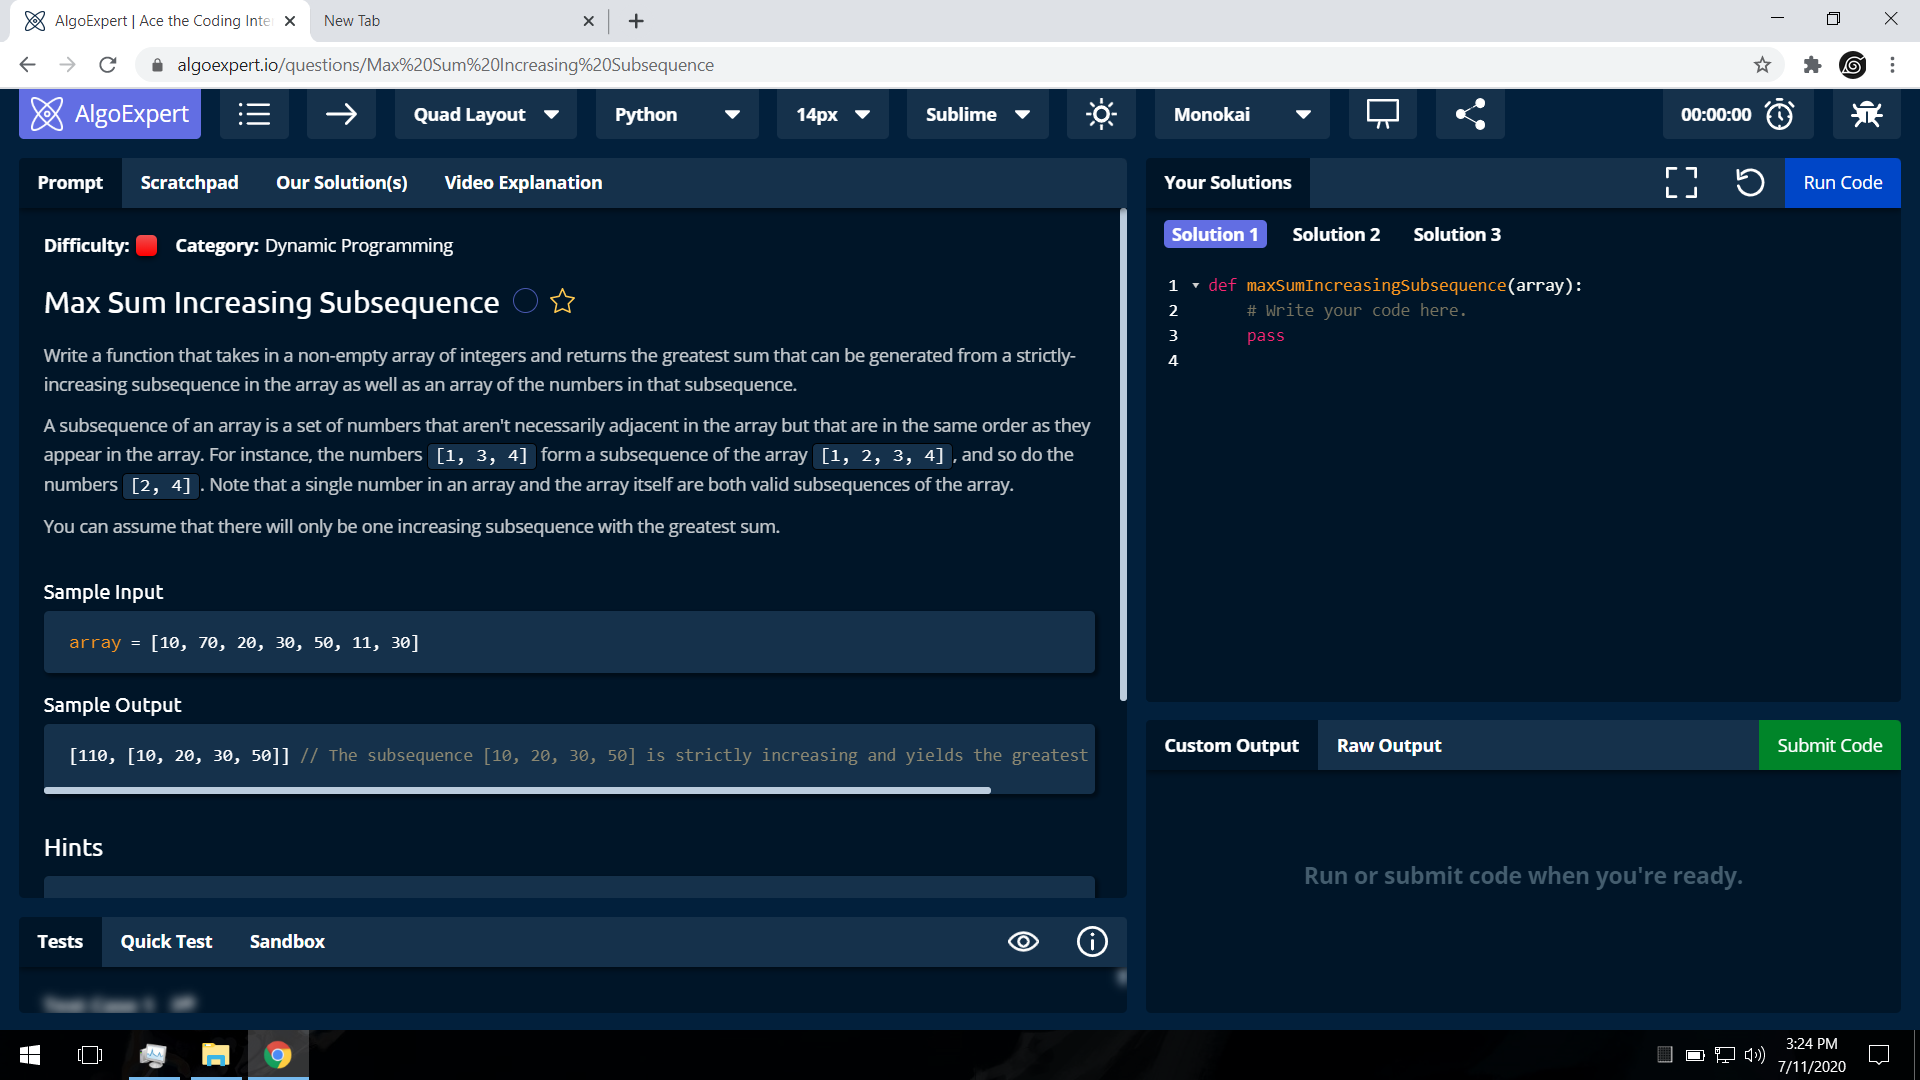 AlgoExpert | Ace the Coding Inte
New Tab
algoexpert.io/questions/Max%20Sum%20Increasing%20Subsequence
AlgoExpert
Quad Layout
Python
14px
Sublime
Monokai
00:00:00
Prompt
Scratchpad
Our Solution(s)
Video Explanation
Difficulty: Category: Dynamic Programming
Max Sum Increasing Subsequence
Write a function that takes in a non-empty array of integers and returns the greatest sum that can be generated from a strictly-
increasing subsequence in the array as well as an array of the numbers in that subsequence.
A subsequence of an array is a set of numbers that aren't necessarily adjacent in the array but that are in the same order as they
appear in the array. For instance, the numbers [1, 3, 4] form a subsequence of the array [1, 2, 3, 4] , and so do the
numbers [2, 4] . Note that a single number in an array and the array itself are both valid subsequences of the array.
You can assume that there will only be one increasing subsequence with the greatest sum.
Sample Input
array = [10, 70, 20, 30, 50, 11, 30]
Sample Output
[110, [10, 20, 30, 50]] // The subsequence [10, 20, 30, 50] is strictly increasing and yields the greatest
Hints
Tests
Quick Test
Sandbox
Your Solutions
Run Code
Solution 1
Solution 2
Solution 3
1 def maxSumIncreasingSubsequence(array):
2 # Write your code here.
3 pass
4
Custom Output
Raw Output
Submit Code
Run or submit code when you're ready.
3:24 PM
7/11/2020